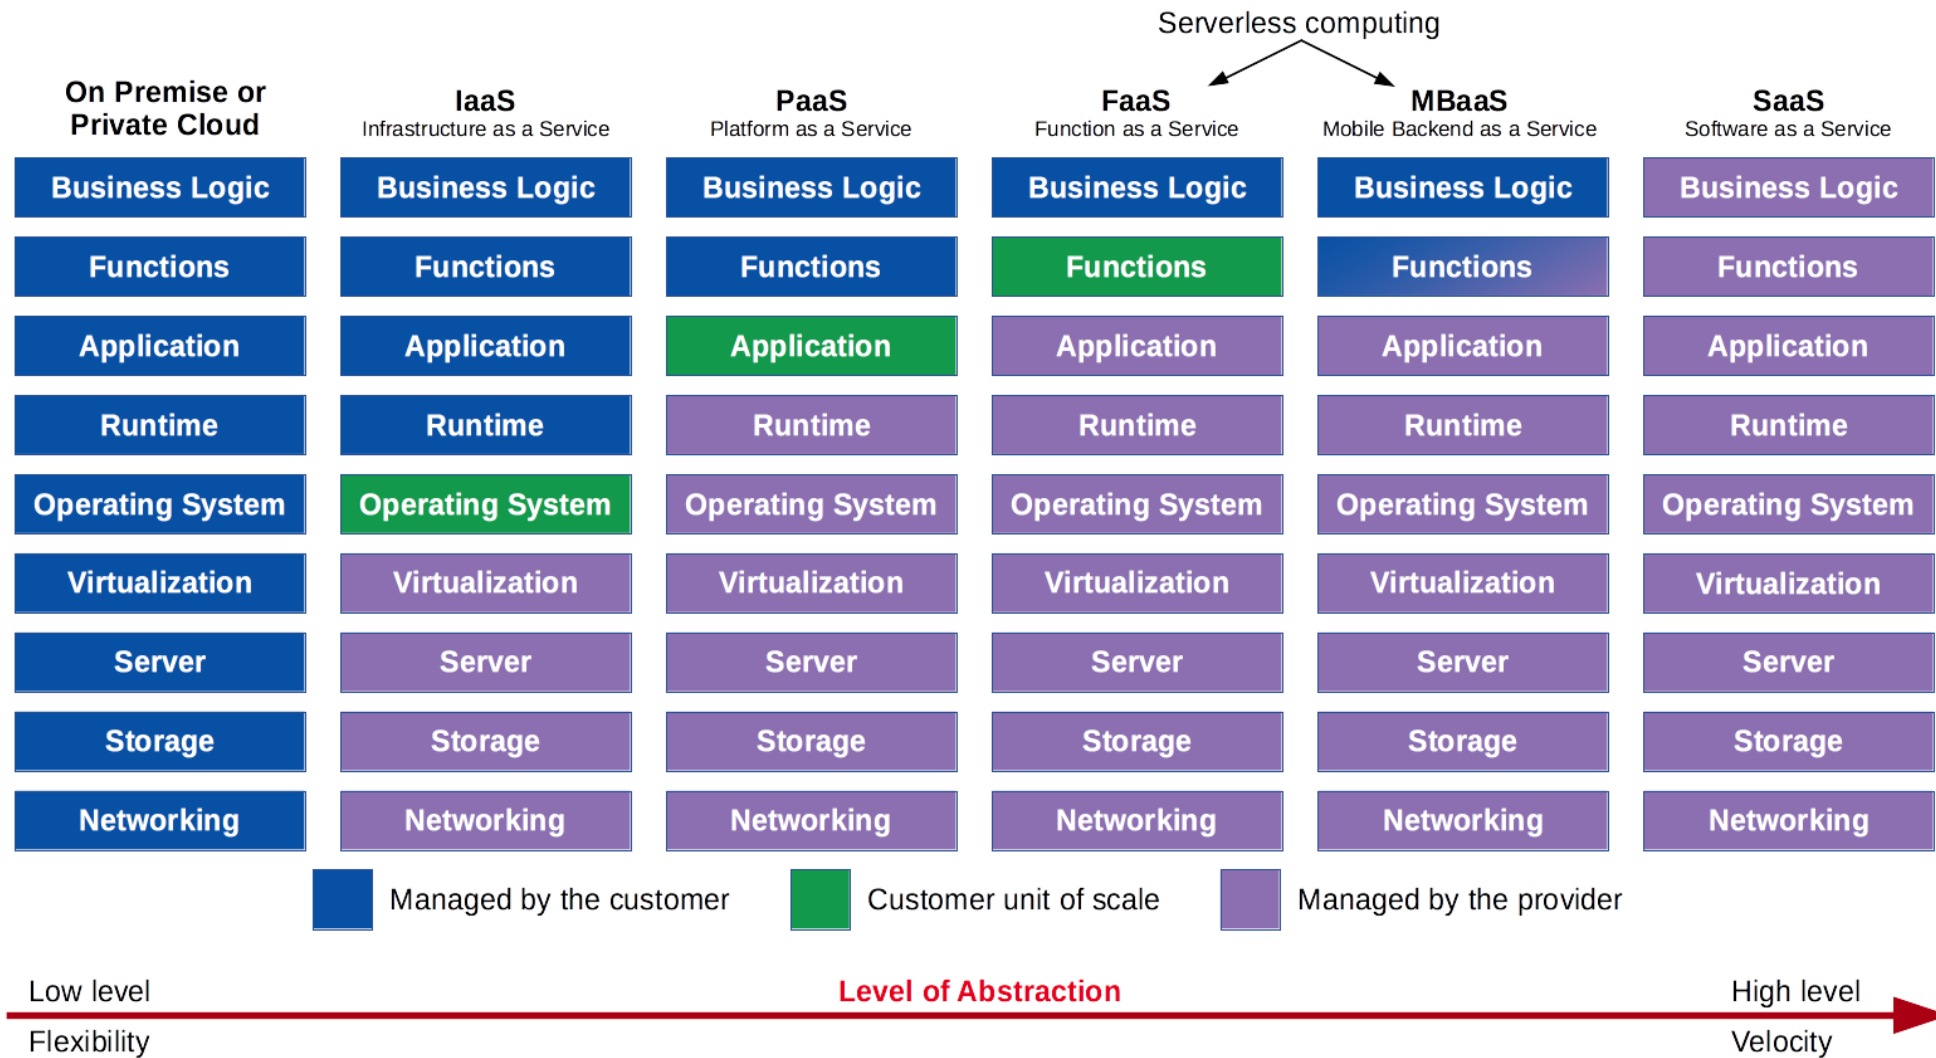 Serverless computing
On Premise or
Private Cloud
IaaS
Infrastructure as a Service
PaaS
Platform as a Service
FaaS
Function as a Service
MBaaS
Mobile Backend as a Service
SaaS
Software as a Service
Business Logic Business Logic Business Logic Business Logic Business Logic Business Logic
Functions Functions Functions Functions Functions Functions
Application Application Application Application Application Application
Runtime Runtime Runtime Runtime Runtime Runtime
Operating System Operating System Operating System Operating System Operating System Operating System
Virtualization Virtualization Virtualization Virtualization Virtualization Virtualization
Server Server Server Server Server Server
Storage Storage Storage Storage Storage Storage
Networking Networking Networking Networking Networking Networking
Managed by the customer Customer unit of scale Managed by the provider
Low level Level of Abstraction High level
Flexibility Velocity